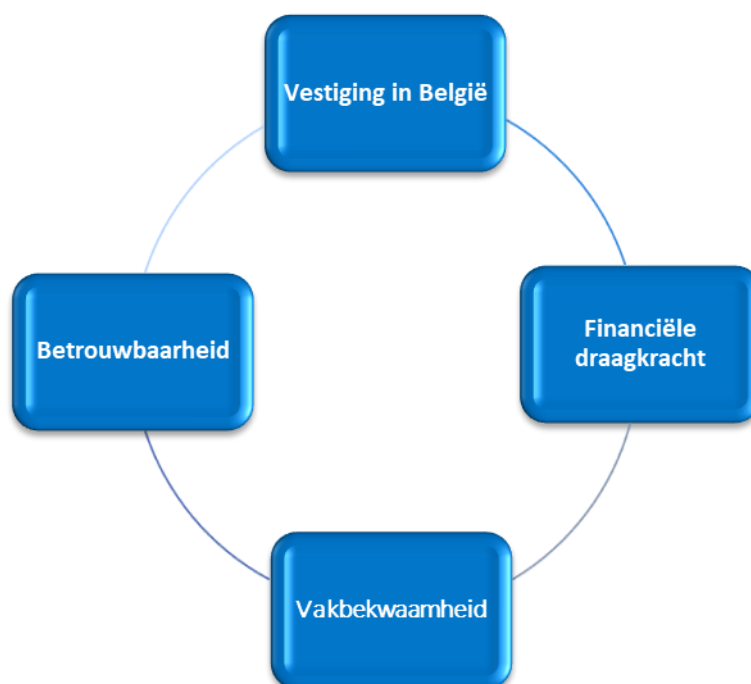 Vestiging in België
Betrouwbaarheid
Financiële
draagkracht
Vakbekwaamheid